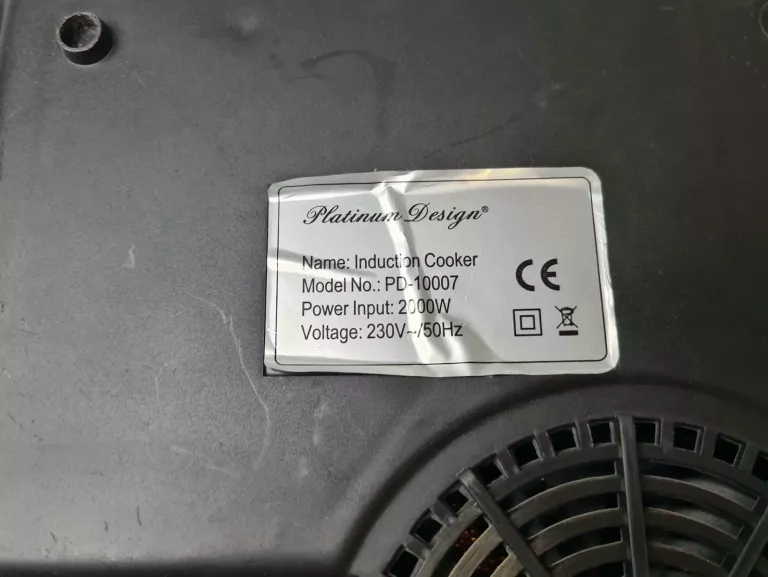 Platinum Design®
Name: Induction Cooker
Model No.: PD-10007
Power Input: 2000W
Voltage: 230V~/50Hz
CE